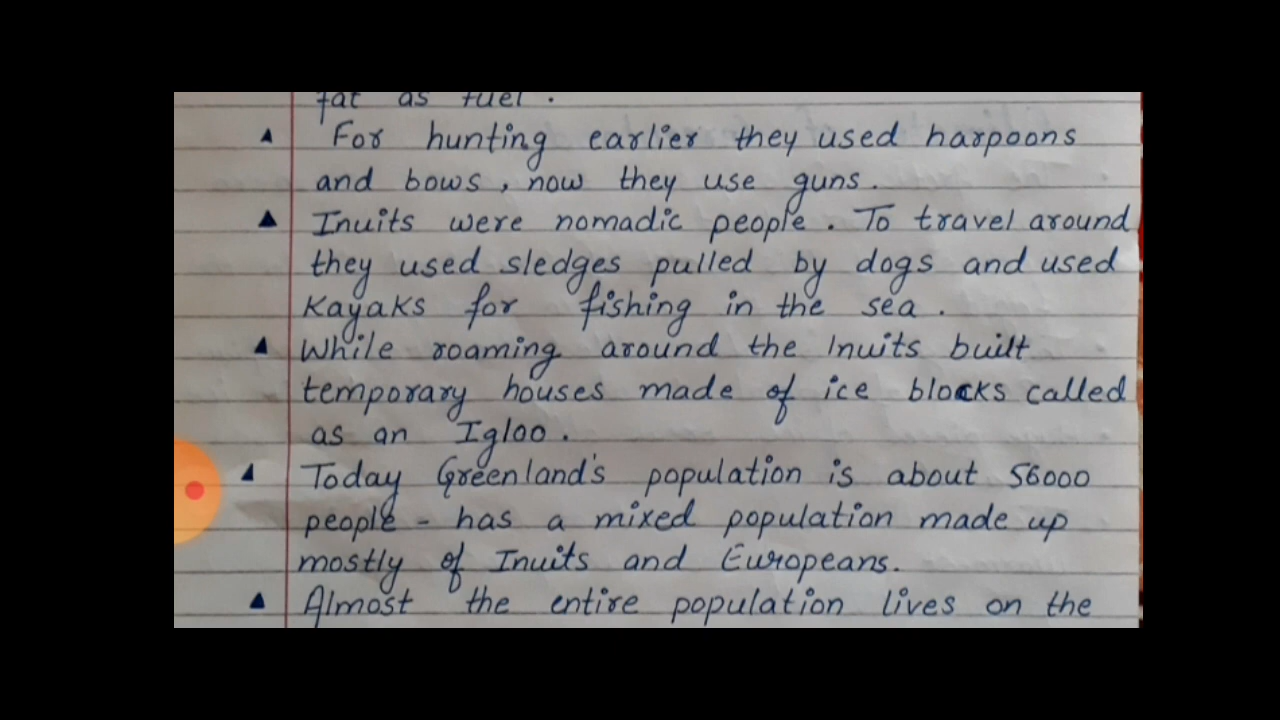 fat as fuel.
For hunting earlier they used harpoons
and bows, now they use guns.
Inuits were nomadic people. To travel around
they used sledges pulled by dogs and used
Kayaks for fishing in the sea.
While roaming around the Inuits built
temporary houses made of ice blocks called
as an Igloo.
Today Greenland's population is about 56000
people - has a mixed population made up
mostly of Inuits and Europeans.
Almost the entire population lives on the